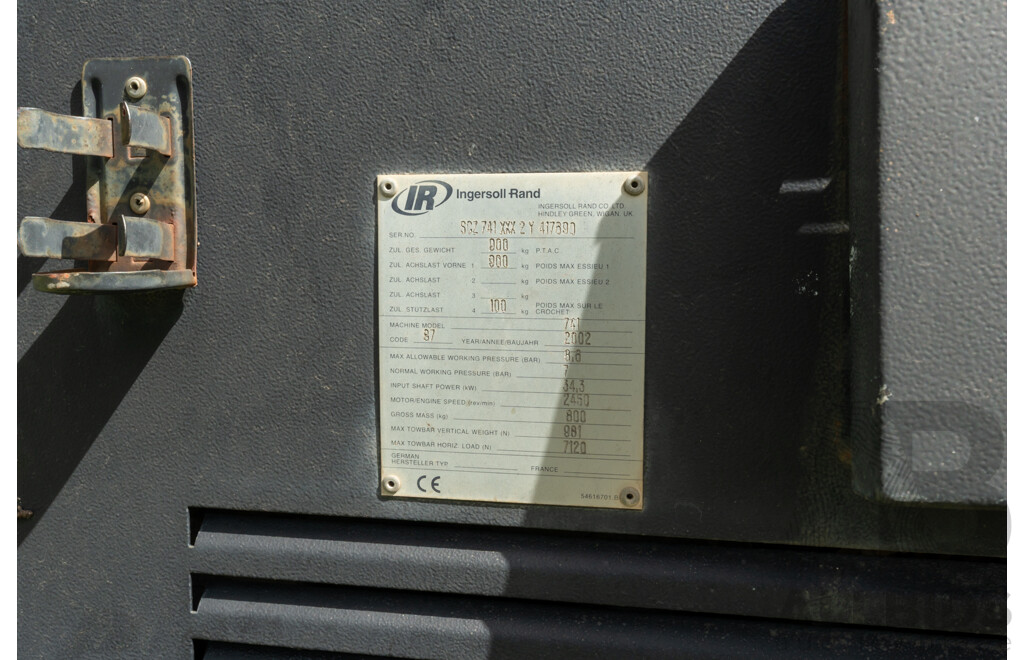 IR Ingersoll-Rand
INGERSOLL RAND CO. LTD.
HINDLEY GREEN, WIGAN, UK
SER NO.
ZUL. GES. GEWICHT 900 kg P.T.A.C.
ZUL. ACHSLAST VORNE 1 900 kg POIDS MAX ESSIEU 1
ZUL. ACHSLAST 2 kg POIDS MAX ESSIEU 2
ZUL. ACHSLAST 3 kg
ZUL. STUTZLAST 4 100 kg POIDS MAX SUR LE CROCHET
MACHINE MODEL 741
CODE YEAR/ANNEE/BAUJAHR 2002
MAX ALLOWABLE WORKING PRESSURE (BAR) 8,6
NORMAL WORKING PRESSURE (BAR) 7
INPUT SHAFT POWER (kW) 34,3
MOTOR/ENGINE SPEED (rev/min) 2450
GROSS MASS (kg) 800
MAX TOWBAR VERTICAL WEIGHT (N) 981
MAX TOWBAR HORIZ. LOAD (N) 7120
GERMAN
HERSTELLER TYP FRANCE
CE